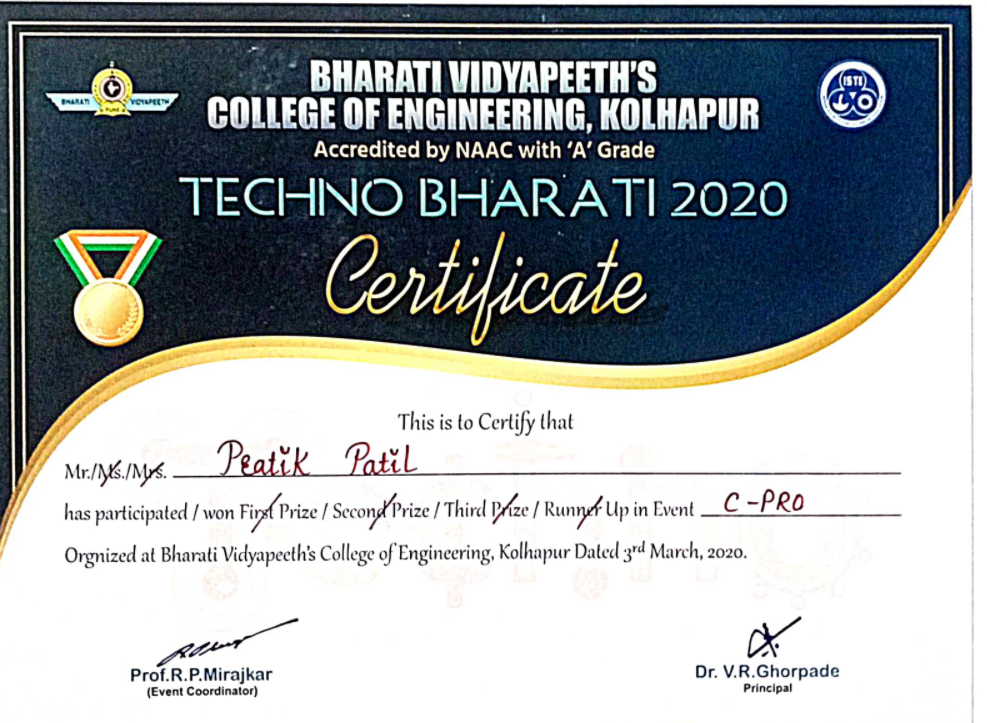 BHARATI VIDYAPEETH
PUNE
ISTE
BHARATI VIDYAPEETH'S
COLLEGE OF ENGINEERING, KOLHAPUR
Accredited by NAAC with 'A' Grade
TECHNO BHARATI 2020
Certificate
This is to Certify that
Mr./Ms./Mrs. Pratik Patil
has participated / won First Prize / Second Prize / Third Prize / Runner Up in Event C-PRO
Orgnized at Bharati Vidyapeeth's College of Engineering, Kolhapur Dated 3rd March, 2020.
Prof.R.P.Mirajkar
(Event Coordinator)
Dr. V.R.Ghorpade
Principal